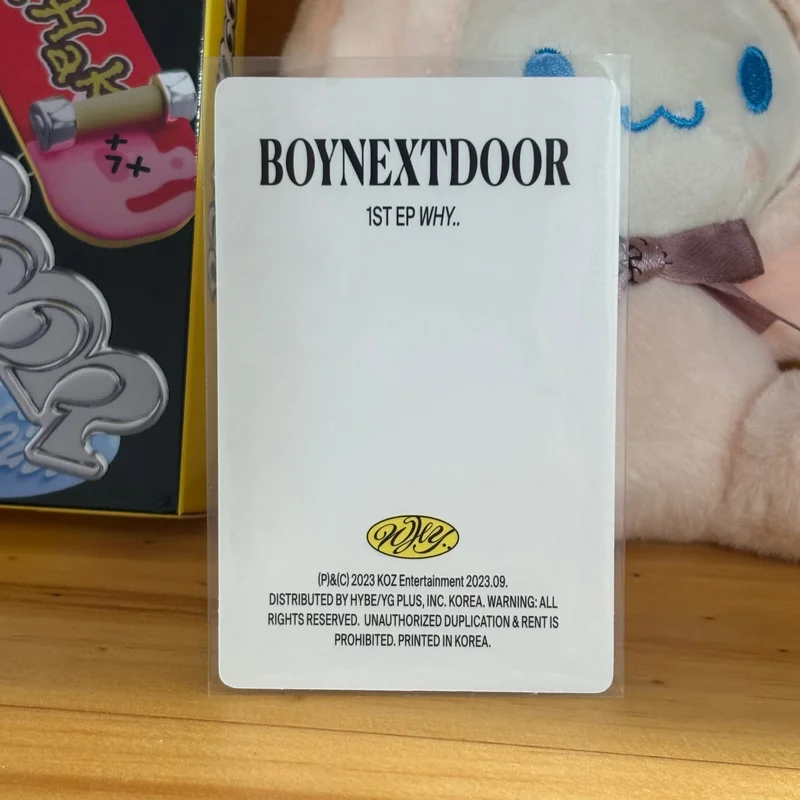 BOYNEXTDOOR
1ST EP WHY..
Why..
(P)&(C) 2023 KOZ Entertainment 2023.09.
DISTRIBUTED BY HYBE/YG PLUS, INC. KOREA. WARNING: ALL
RIGHTS RESERVED. UNAUTHORIZED DUPLICATION & RENT IS
PROHIBITED. PRINTED IN KOREA.